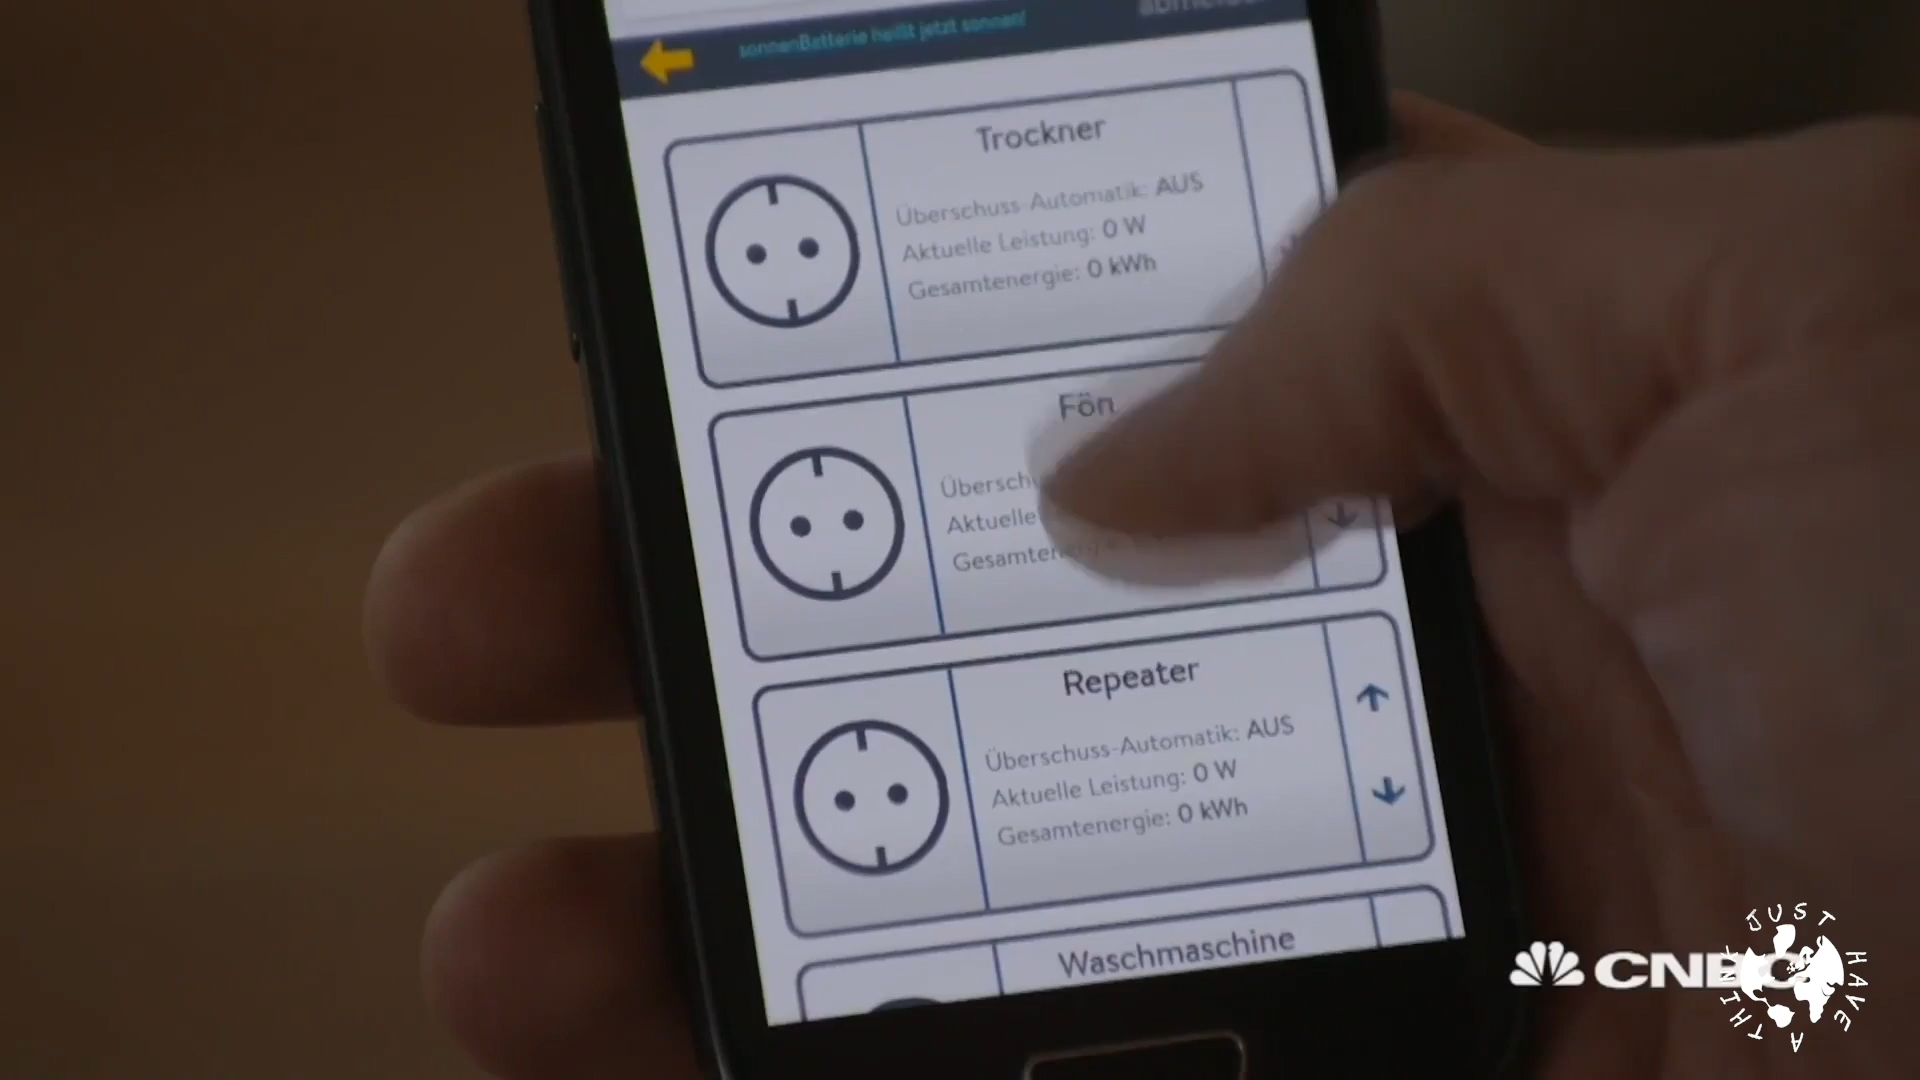 sonnenBatterie heißt jetzt sonnen!
Trockner
Überschuss-Automatik: AUS
Aktuelle Leistung: 0 W
Gesamtenergie: 0 kWh
Fön
Aktuelle
Repeater
Überschuss-Automatik: AUS
Aktuelle Leistung: 0 W
Gesamtenergie: 0 kWh
Waschmaschine
CNBC
JUST HAVE A THINK